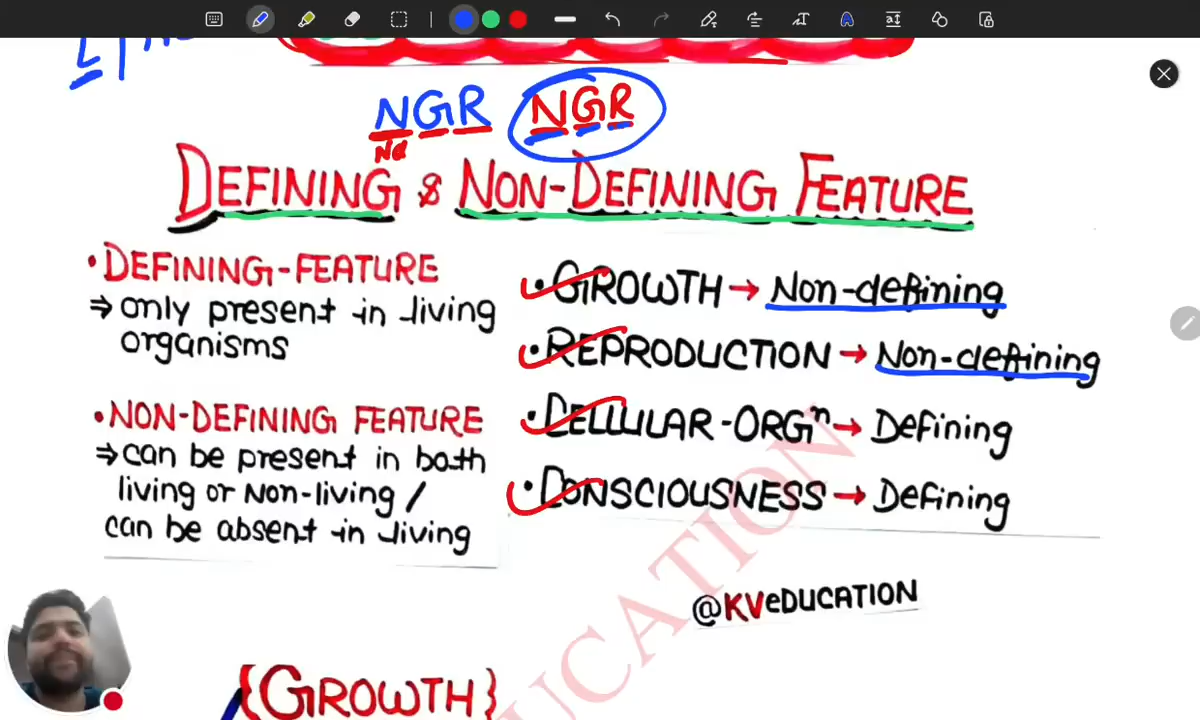 NGR NGR
Nd
DEFINING & NON-DEFINING FEATURE
• DEFINING-FEATURE
⇒ only present in living
organisms
• NON-DEFINING FEATURE
⇒ can be present in both
living or Non-living /
can be absent in living
• GROWTH → Non-defining
• REPRODUCTION → Non-defining
• CELLULAR-ORGⁿ → Defining
• CONSCIOUSNESS → Defining
@KVeDUCATION
UCATION
{GROWTH}